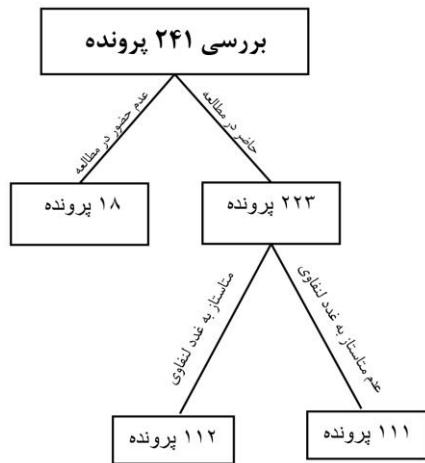 بررسی ۲۴۱ پرونده
عدم حضور در مطالعه
حاضر در مطالعه
۱۸ پرونده
۲۲۳ پرونده
متاستاز به غدد لنفاوی
عدم متاستاز به غدد لنفاوی
۱۱۲ پرونده
۱۱۱ پرونده